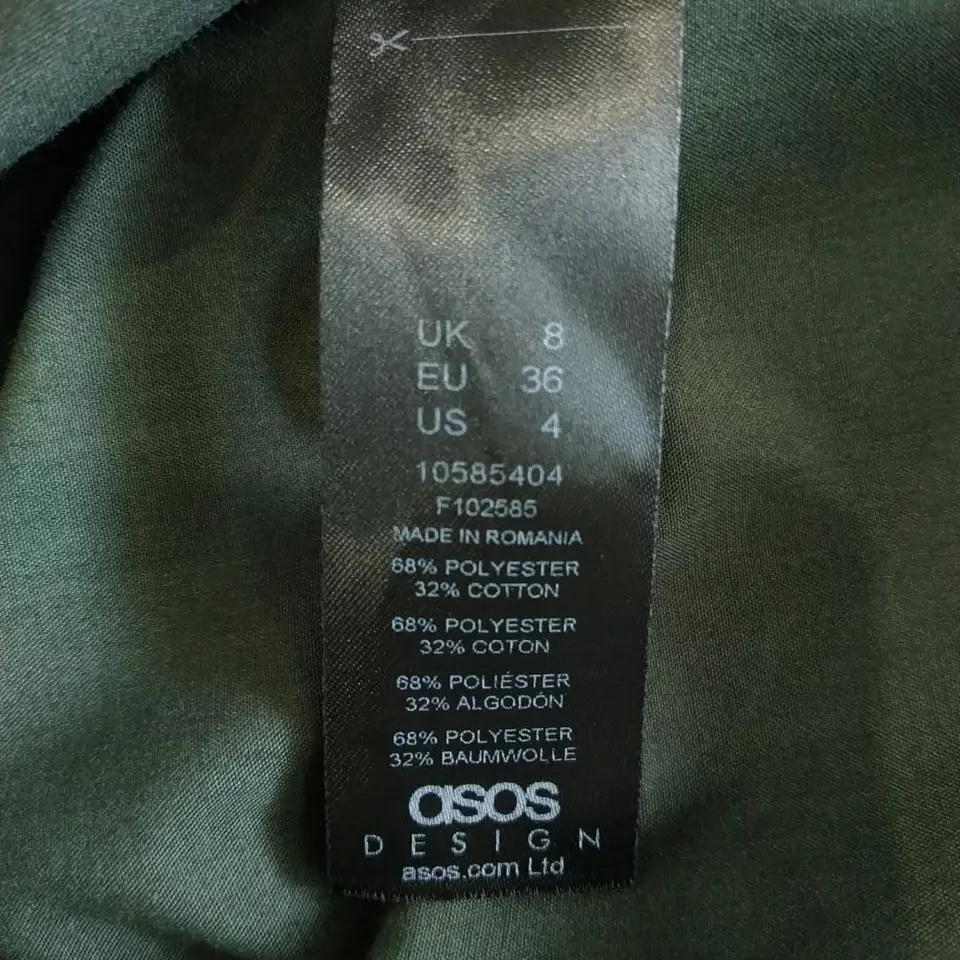 UK 8
EU 36
US 4
10585404
F102585
MADE IN ROMANIA
68% POLYESTER
32% COTTON
68% POLYESTER
32% COTON
68% POLIÉSTER
32% ALGODÓN
68% POLYESTER
32% BAUMWOLLE
asos
DESIGN
asos.com Ltd